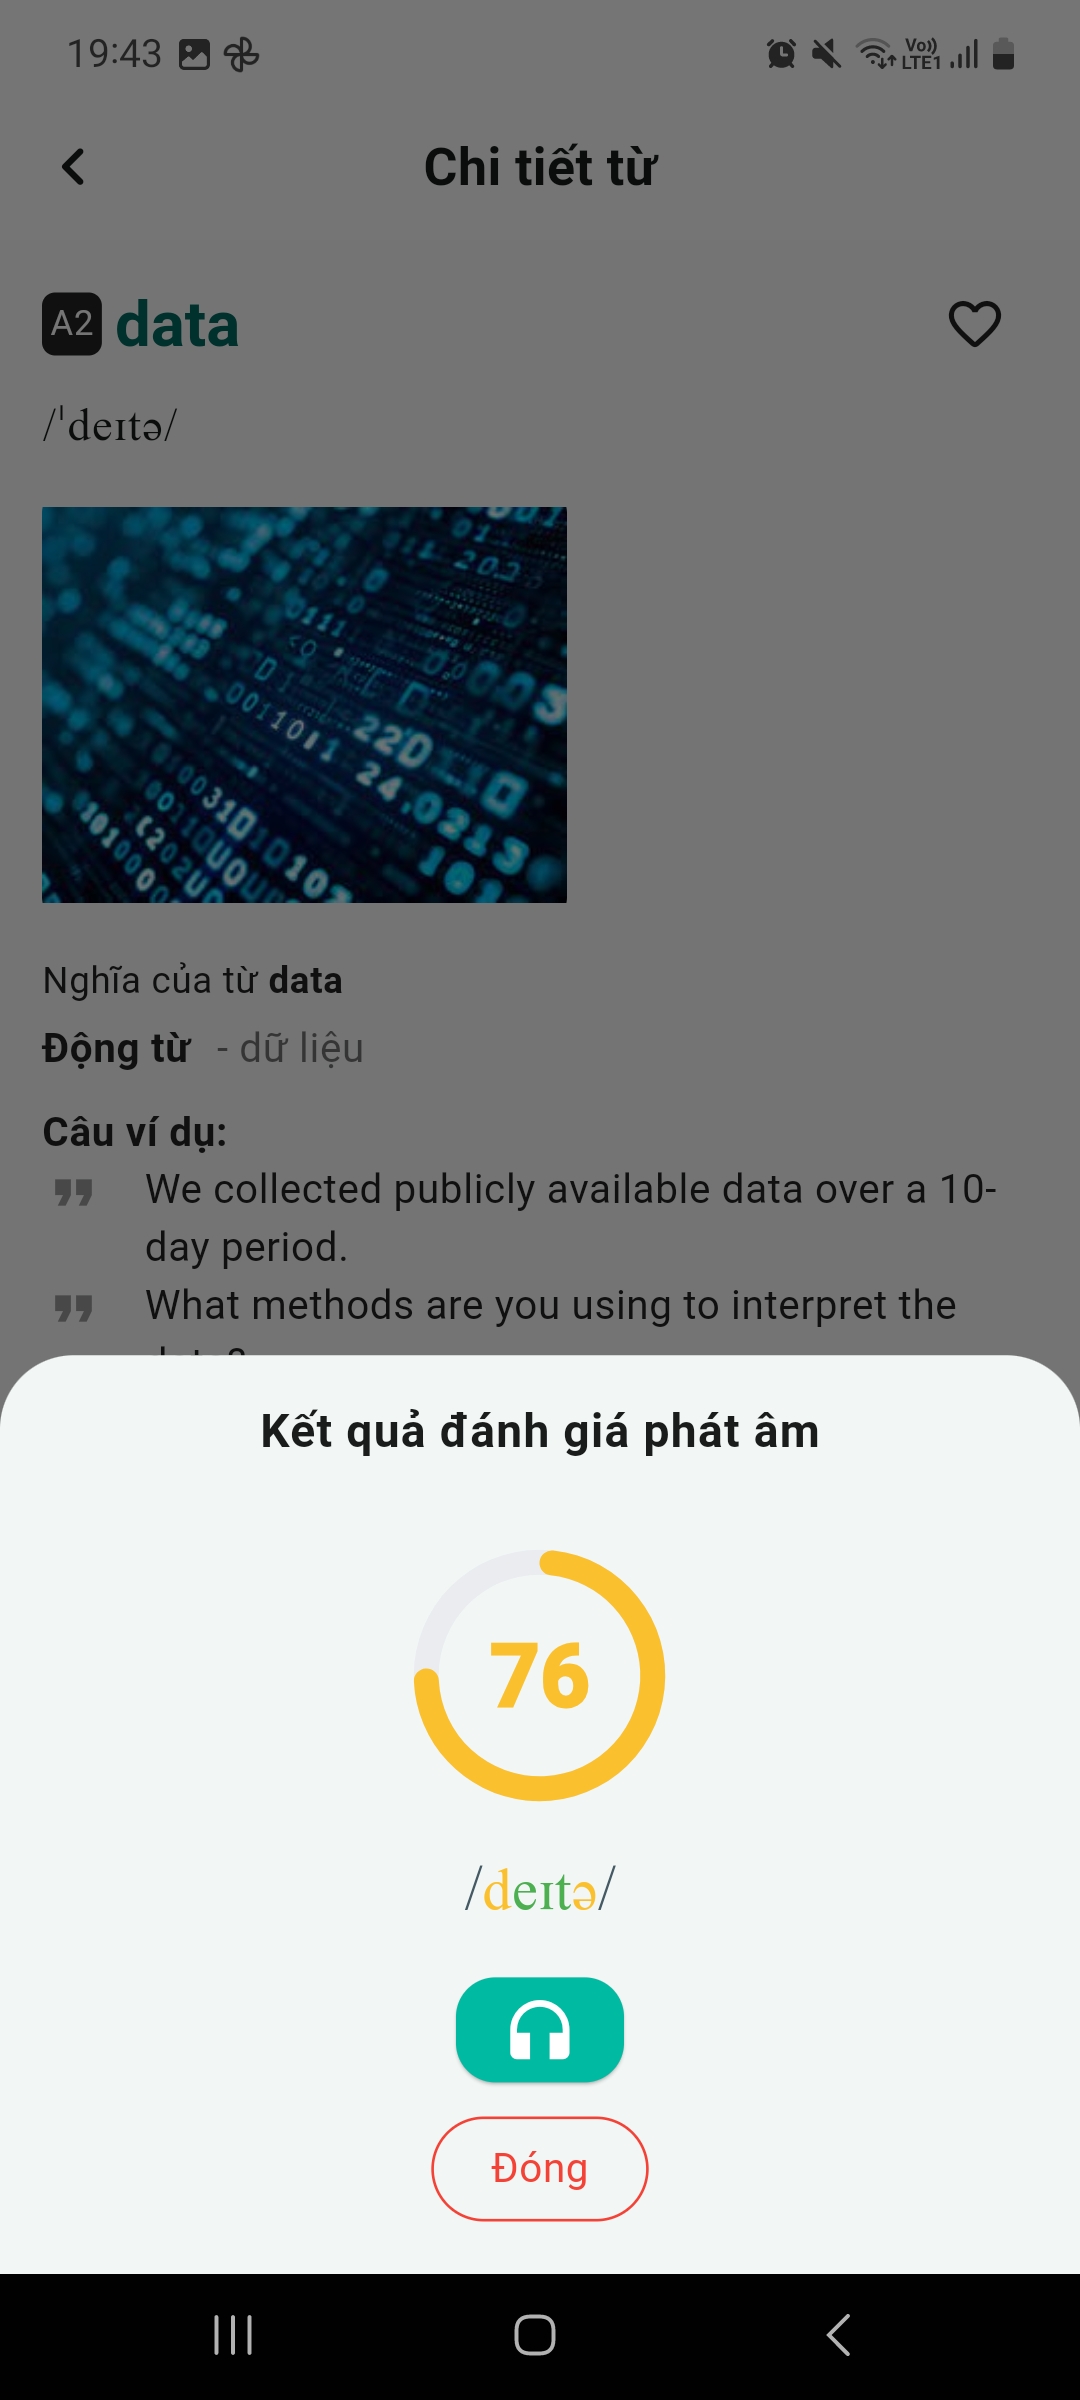 19:43
Vo))
LTE1
Chi tiết từ
A2 data
/ˈdeɪtə/
Nghĩa của từ data
Động từ - dữ liệu
Câu ví dụ:
We collected publicly available data over a 10-
day period.
What methods are you using to interpret the
Kết quả đánh giá phát âm
76
/deɪtə/
Đóng